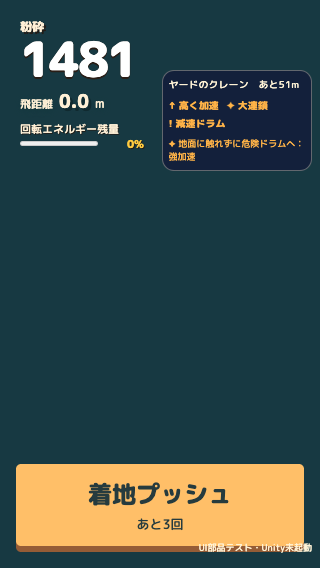 粉砕
1481
飛距離 0.0 m
回転エネルギー残量
0%
ヤードのクレーン あと51m
↑ 高く加速 ✦ 大連鎖
! 減速ドラム
✦ 地面に触れずに危険ドラムへ：
強加速
着地プッシュ
あと3回
UI部品テスト・Unity未起動